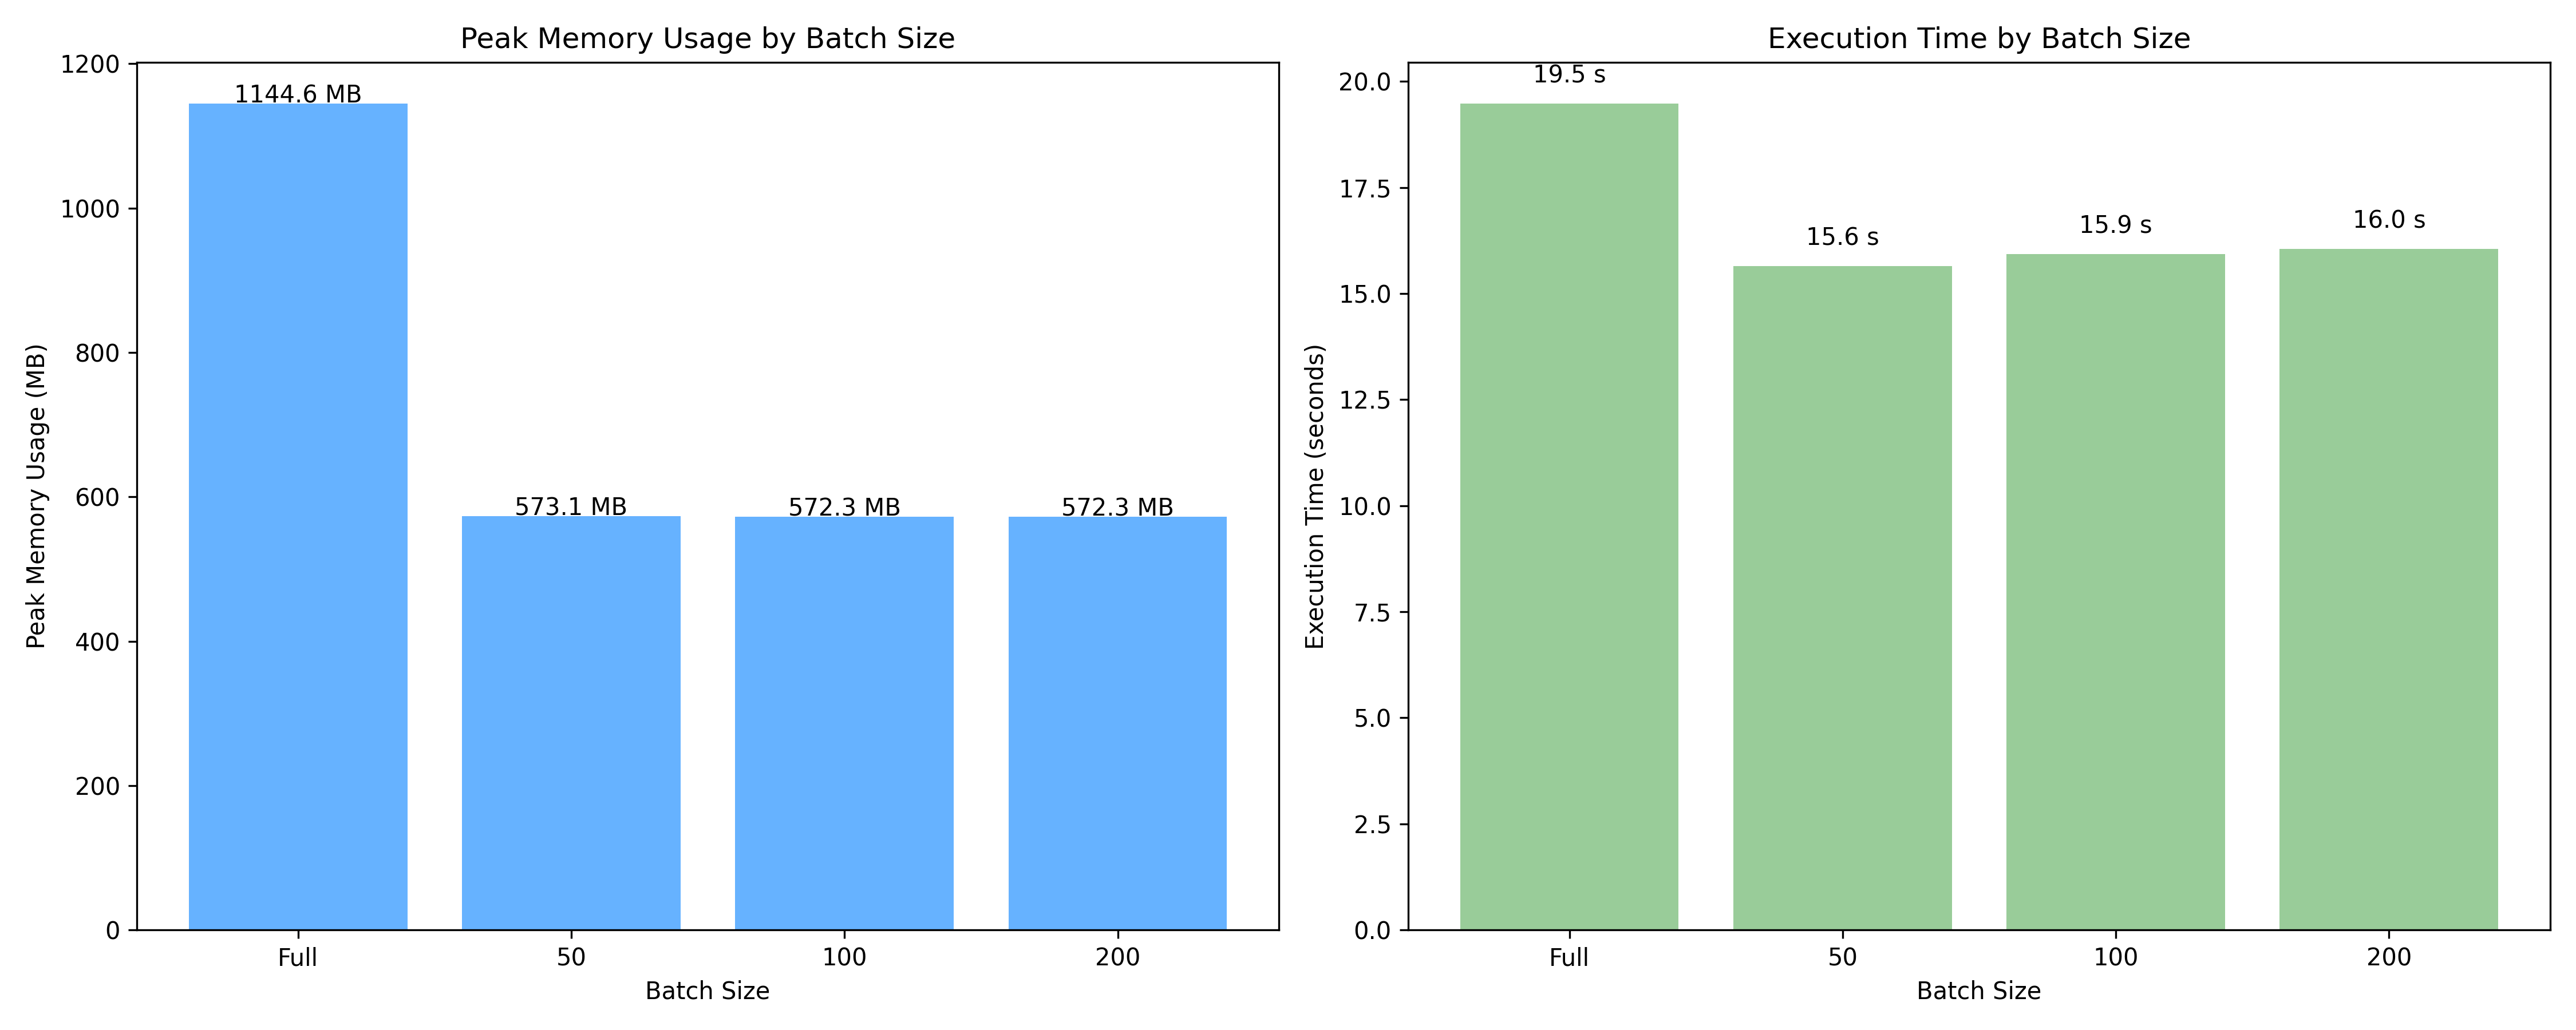 Peak Memory Usage by Batch Size
1200
1000
800
600
400
200
0
Peak Memory Usage (MB)
1144.6 MB
573.1 MB
572.3 MB
572.3 MB
Full
50
100
200
Batch Size
Execution Time by Batch Size
20.0
17.5
15.0
12.5
10.0
7.5
5.0
2.5
0.0
Execution Time (seconds)
19.5 s
15.6 s
15.9 s
16.0 s
Full
50
100
200
Batch Size